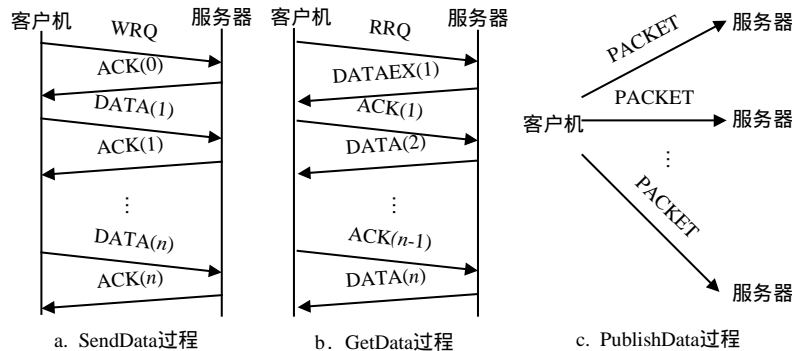 客户机
服务器
WRQ
ACK(0)
DATA(1)
ACK(1)
⋮
DATA(n)
ACK(n)
a. SendData过程
客户机
服务器
RRQ
DATAEX(1)
ACK(1)
DATA(2)
⋮
ACK(n-1)
DATA(n)
b. GetData过程
客户机
PACKET
服务器
PACKET
服务器
⋮
PACKET
服务器
c. PublishData过程